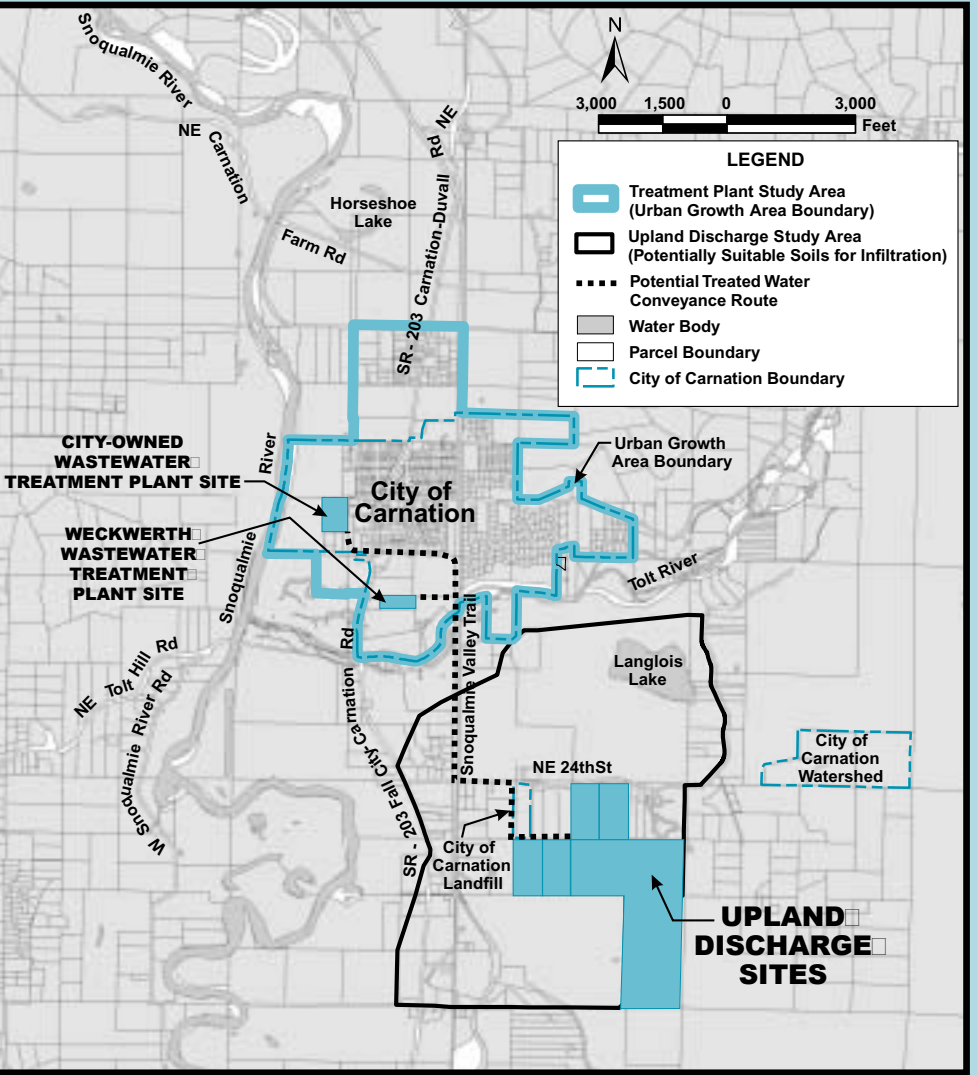 Snoqualmie River
NE Carnation
Farm Rd
Horseshoe
Lake
SR - 203 Carnation-Duvall Rd NE
N
3,000 1,500 0 3,000
Feet
LEGEND
Treatment Plant Study Area
(Urban Growth Area Boundary)
Upland Discharge Study Area
(Potentially Suitable Soils for Infiltration)
Potential Treated Water
Conveyance Route
Water Body
Parcel Boundary
City of Carnation Boundary
CITY-OWNED
WASTEWATER
TREATMENT PLANT SITE
City of
Carnation
Urban Growth
Area Boundary
WECKWERTH
WASTEWATER
TREATMENT
PLANT SITE
Snoqualmie River
Tolt River
NE Tolt Hill Rd
W Snoqualmie River Rd
SR - 203 Fall City-Carnation Rd
Snoqualmie Valley Trail
Langlois
Lake
City of
Carnation
Watershed
NE 24thSt
City of
Carnation
Landfill
UPLAND
DISCHARGE
SITES